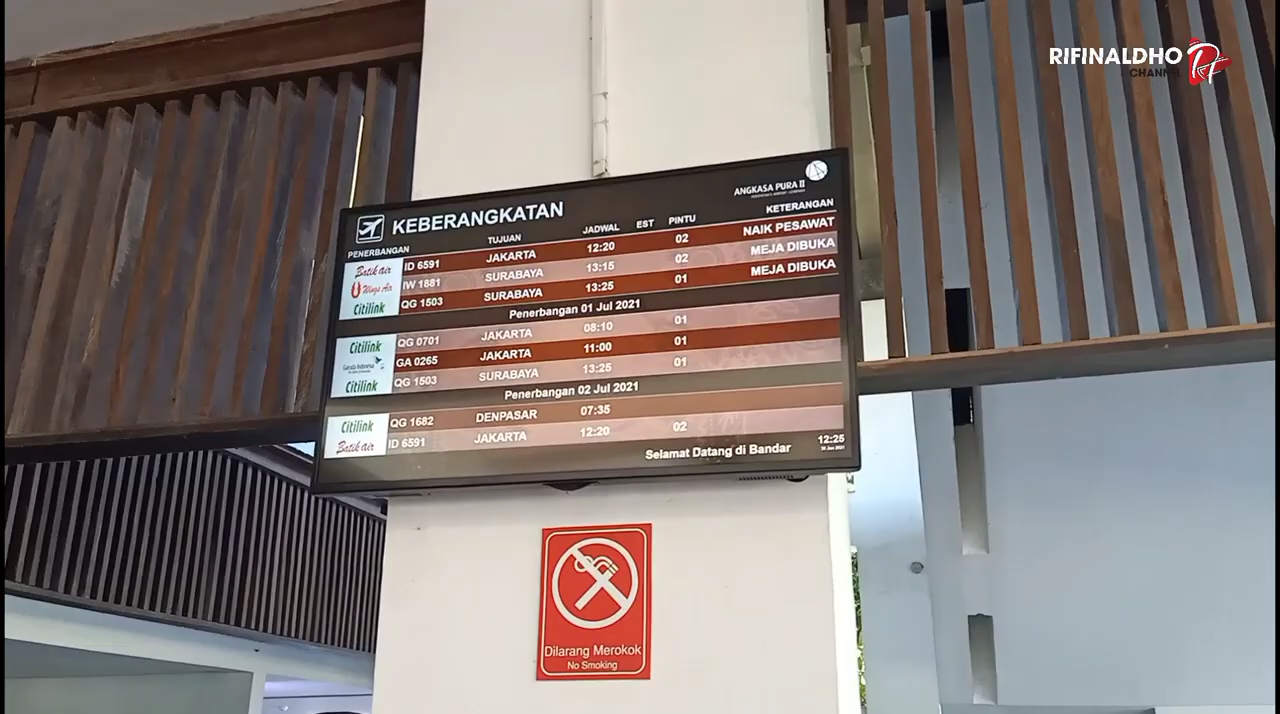 RIFINALDHO
CHANNEL
ANGKASA PURA II
KEBERANGKATAN
PENERBANGAN TUJUAN JADWAL EST PINTU KETERANGAN
Batik air ID 6591 JAKARTA 12:20 02 NAIK PESAWAT
Wings Air IW 1881 SURABAYA 13:15 02 MEJA DIBUKA
Citilink QG 1503 SURABAYA 13:25 01 MEJA DIBUKA
Penerbangan 01 Jul 2021
Citilink QG 0701 JAKARTA 08:10 01
Garuda Indonesia GA 0265 JAKARTA 11:00 01
Citilink QG 1503 SURABAYA 13:25 01
Penerbangan 02 Jul 2021
Citilink QG 1682 DENPASAR 07:35
Batik air ID 6591 JAKARTA 12:20 02
Selamat Datang di Bandar 12:25
30 Jun 2021
Dilarang Merokok
No Smoking